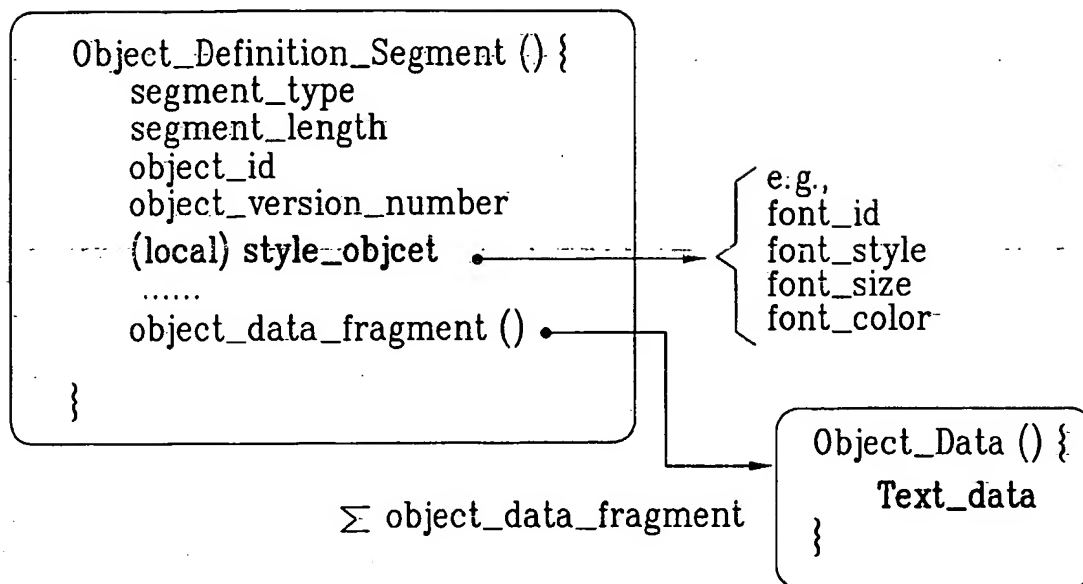 Object_Definition_Segment () {
segment_type
segment_length
object_id
object_version_number
(local) style_objcet
......
object_data_fragment ()
}
e.g.,
font_id
font_style
font_size
font_color
Object_Data () {
Text_data
}
Σ object_data_fragment